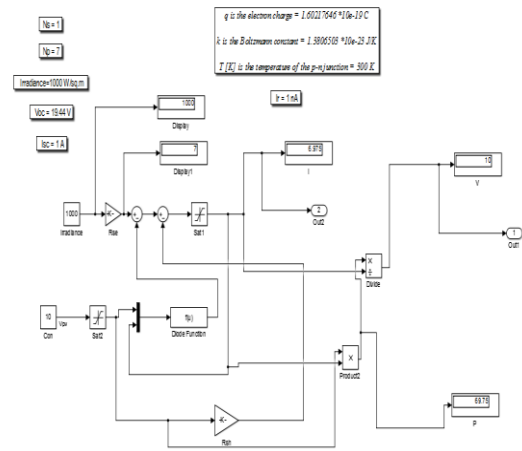 Ns = 1
Np = 7
Irradiance=1000 W/sq.m
Voc = 19.44 V
Isc = 1 A
q is the electron charge = 1.60217646 *10e-19 C
k is the Boltzmann constant = 1.3806503 *10e-23 J/K
T [K] is the temperature of the p-n junction = 300 K
Ir = 1 nA
1000
Display
7
Display1
6.975
I
2
Out2
10
V
1
Out1
1000
Irradiance
-K-
Rse
Sat1
×
÷
Divide
10
Con
Vpv
Sat2
f(u)
Diode Function
×
Product2
-K-
Rsh
69.75
P